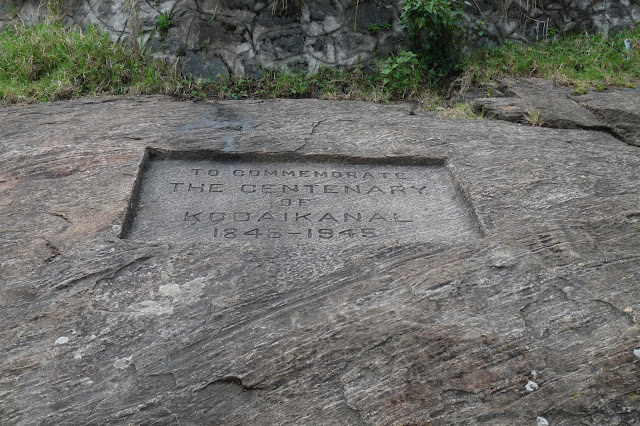 TO COMMEMORATE
THE CENTENARY
OF
KODAIKANAL
1845-1945